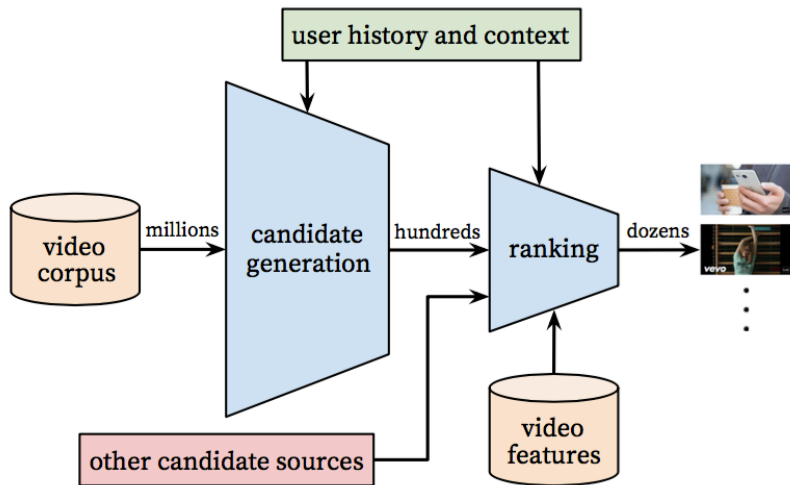 user history and context
millions
video
corpus
candidate
generation
hundreds
ranking
dozens
vevo
other candidate sources
video
features